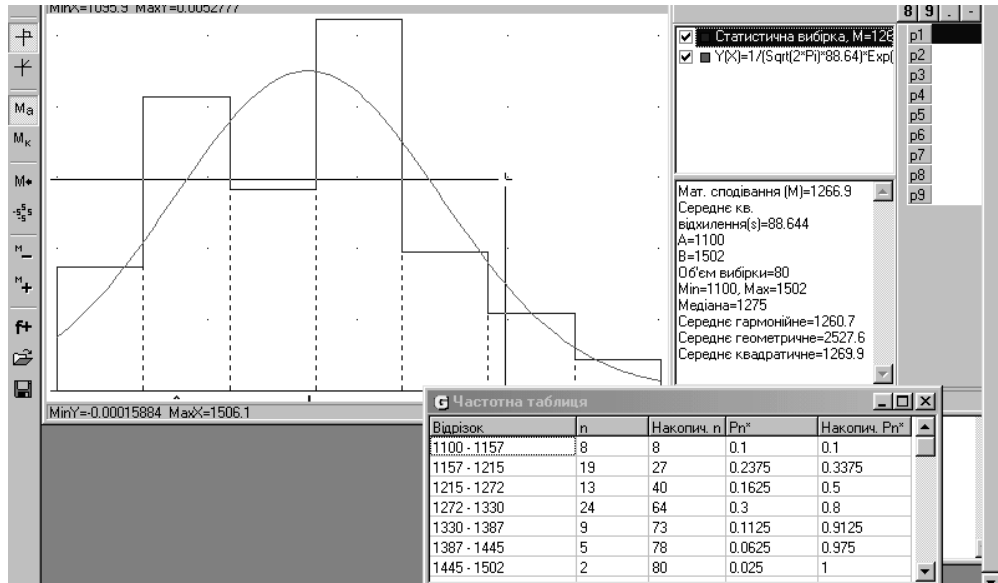 MinX=1095.9 MaxY=0.0052777
8 9 . -
Статистична вибірка, M=126
Y(X)=1/(Sqrt(2*Pi)*88.64)*Exp(
p1
p2
p3
p4
p5
p6
p7
p8
p9
Ma
Mк
M
-5 5 5 5
M
M +
f+
Мат. сподівання (M)=1266.9
Середнє кв.
відхилення(s)=88.644
A=1100
B=1502
Об'єм вибірки=80
Min=1100, Max=1502
Медіана=1275
Середнє гармонійне=1260.7
Середнє геометричне=2527.6
Середнє квадратичне=1269.9
MinY=-0.00015884 MaxX=1506.1
G Частотна таблиця
Відрізок n Накопич. n Pn* Накопич. Pn*
1100 - 1157 8 8 0.1 0.1
1157 - 1215 19 27 0.2375 0.3375
1215 - 1272 13 40 0.1625 0.5
1272 - 1330 24 64 0.3 0.8
1330 - 1387 9 73 0.1125 0.9125
1387 - 1445 5 78 0.0625 0.975
1445 - 1502 2 80 0.025 1